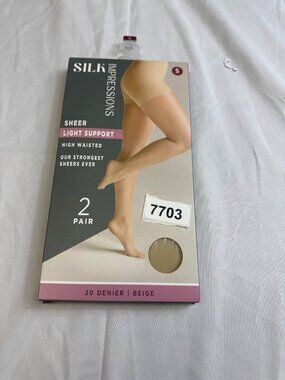 SILK
IMPRESSIONS
S
SHEER
LIGHT SUPPORT
HIGH WAISTED
OUR STRONGEST
SHEERS EVER
2
PAIR
7703
20 DENIER | BEIGE